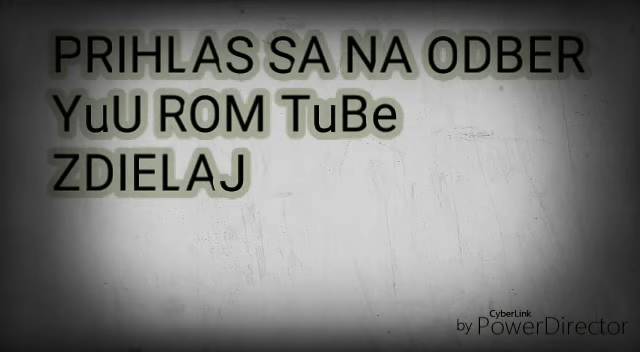 PRIHLAS SA NA ODBER
YuU ROM TuBe
ZDIELAJ
CyberLink
by PowerDirector